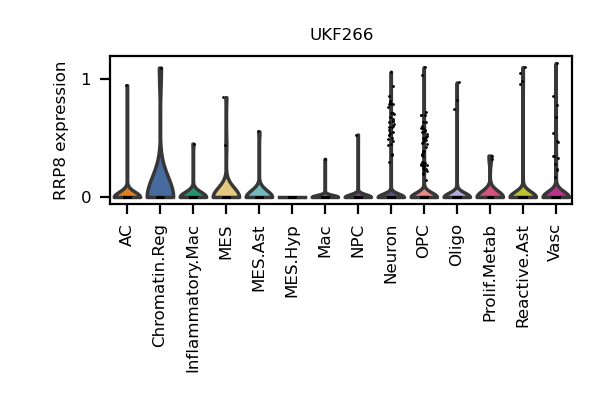 UKF266
RRP8 expression
1
0
AC
Chromatin.Reg
Inflammatory.Mac
MES
MES.Ast
MES.Hyp
Mac
NPC
Neuron
OPC
Oligo
Prolif.Metab
Reactive.Ast
Vasc